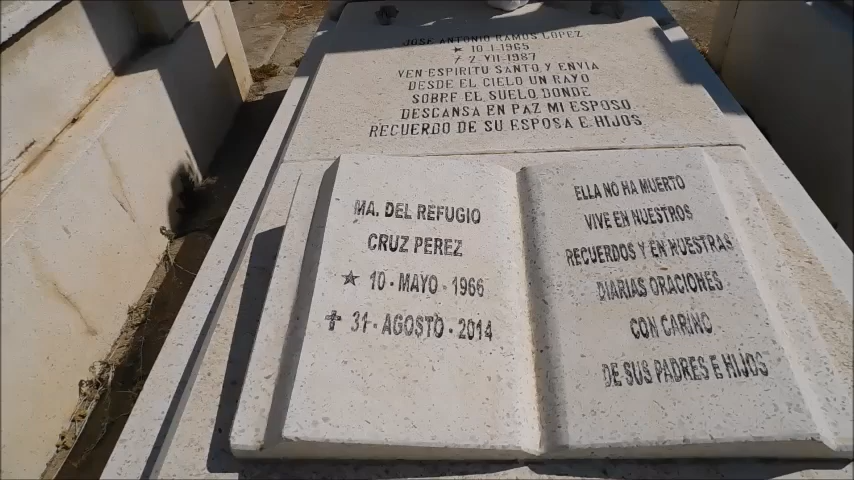 JOSÉ ANTONIO RAMOS LOPEZ
★ 10.I.1965
✝ 2.VII.1987
VEN ESPIRITU SANTO, Y ENVIA
DESDE EL CIELO UN RAYO
SOBRE EL SUELO, DONDE
DESCANSA EN PAZ MI ESPOSO
RECUERDO DE SU ESPOSA E HIJOS.
MA. DEL REFUGIO
CRUZ PEREZ
★ 10 - MAYO - 1966
✝ 31 - AGOSTO - 2014
ELLA NO HA MUERTO
VIVE EN NUESTROS
RECUERDOS Y EN NUESTRAS
DIARIAS ORACIONES
CON CARIÑO
DE SUS PADRES E HIJOS.